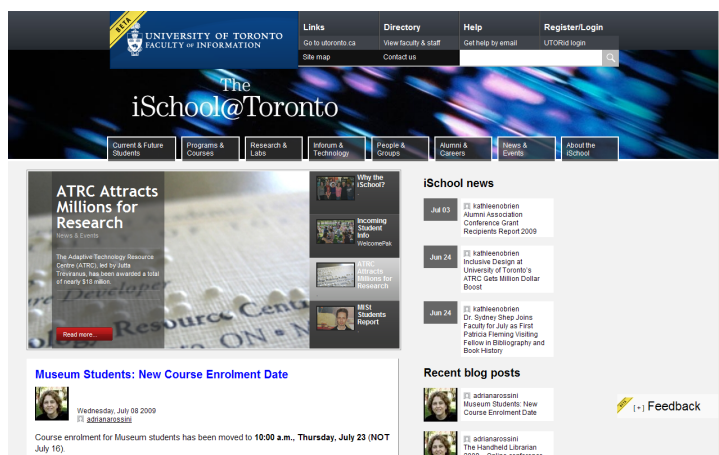 BETA
UNIVERSITY OF TORONTO
FACULTY OF INFORMATION
Links
Directory
Help
Register/Login
Go to utoronto.ca
View faculty & staff
Get help by email
UTORid login
Site map
Contact us
The
iSchool@Toronto
Current & Future
Students
Programs &
Courses
Research &
Labs
Inforum &
Technology
People &
Groups
Alumni &
Careers
News &
Events
About the
iSchool
ATRC Attracts
Millions for
Research
News & Events
The Adaptive Technology Resource
Centre (ATRC), led by Jutta
Treviranus, has been awarded a total
of nearly $18 million.
Read more...
Developer
Resource Cent
Why the
iSchool?
Incoming
Student
Info
WelcomePak
ATRC
Attracts
Millions for
Research
MISt
Students
Report
iSchool news
Jul 03
kathleenobrien
Alumni Association
Conference Grant
Recipients Report 2009
Jun 24
kathleenobrien
Inclusive Design at
University of Toronto's
ATRC Gets Million Dollar
Boost
Jun 24
kathleenobrien
Dr. Sydney Shep Joins
Faculty for July as First
Patricia Fleming Visiting
Fellow in Bibliography and
Book History
Museum Students: New Course Enrolment Date
Wednesday, July 08 2009
adrianarossini
Course enrolment for Museum students has been moved to 10:00 a.m., Thursday, July 23 (NOT
July 16).
Recent blog posts
adrianarossini
Museum Students: New
Course Enrolment Date
adrianarossini
The Handheld Librarian
2009 - Online conference
[+] Feedback